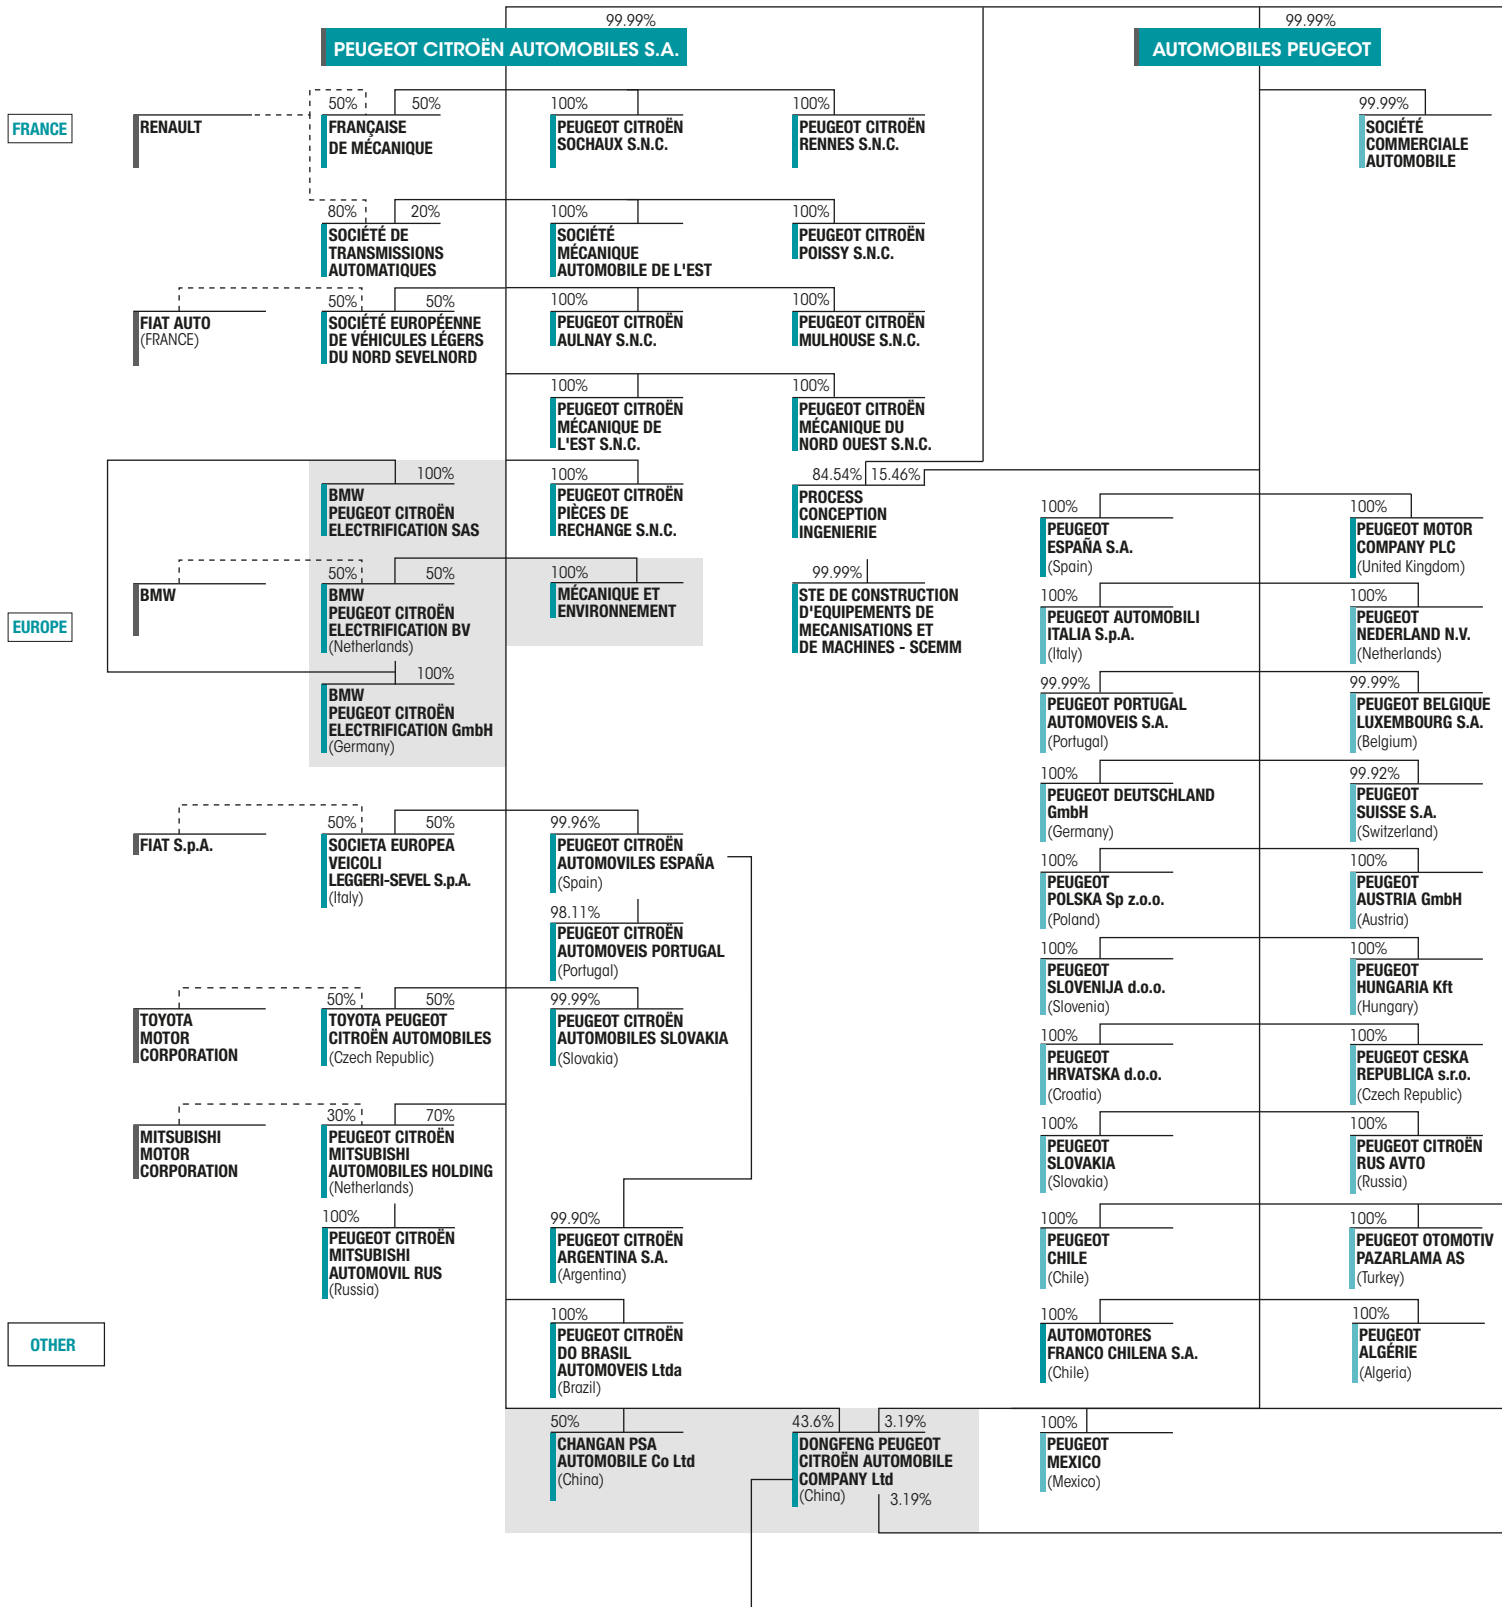 99.99%
99.99%
PEUGEOT CITROËN AUTOMOBILES S.A.
AUTOMOBILES PEUGEOT
FRANCE
RENAULT
50%
50%
FRANÇAISE
DE MÉCANIQUE
100%
PEUGEOT CITROËN
SOCHAUX S.N.C.
100%
PEUGEOT CITROËN
RENNES S.N.C.
99.99%
SOCIÉTÉ
COMMERCIALE
AUTOMOBILE
80%
20%
SOCIÉTÉ DE
TRANSMISSIONS
AUTOMATIQUES
100%
SOCIÉTÉ
MÉCANIQUE
AUTOMOBILE DE L'EST
100%
PEUGEOT CITROËN
POISSY S.N.C.
FIAT AUTO
(FRANCE)
50%
50%
SOCIÉTÉ EUROPÉENNE
DE VÉHICULES LÉGERS
DU NORD SEVELNORD
100%
PEUGEOT CITROËN
AULNAY S.N.C.
100%
PEUGEOT CITROËN
MULHOUSE S.N.C.
100%
PEUGEOT CITROËN
MÉCANIQUE DE
L'EST S.N.C.
100%
PEUGEOT CITROËN
MÉCANIQUE DU
NORD OUEST S.N.C.
100%
BMW
PEUGEOT CITROËN
ELECTRIFICATION SAS
100%
PEUGEOT CITROËN
PIÈCES DE
RECHANGE S.N.C.
84.54%
15.46%
PROCESS
CONCEPTION
INGENIERIE
100%
PEUGEOT
ESPAÑA S.A.
(Spain)
100%
PEUGEOT MOTOR
COMPANY PLC
(United Kingdom)
EUROPE
BMW
50%
50%
BMW
PEUGEOT CITROËN
ELECTRIFICATION BV
(Netherlands)
100%
MÉCANIQUE ET
ENVIRONNEMENT
99.99%
STE DE CONSTRUCTION
D'EQUIPEMENTS DE
MECANISATIONS ET
DE MACHINES - SCEMM
100%
PEUGEOT AUTOMOBILI
ITALIA S.p.A.
(Italy)
100%
PEUGEOT
NEDERLAND N.V.
(Netherlands)
100%
BMW
PEUGEOT CITROËN
ELECTRIFICATION GmbH
(Germany)
99.99%
PEUGEOT PORTUGAL
AUTOMOVEIS S.A.
(Portugal)
99.99%
PEUGEOT BELGIQUE
LUXEMBOURG S.A.
(Belgium)
100%
PEUGEOT DEUTSCHLAND
GmbH
(Germany)
99.92%
PEUGEOT
SUISSE S.A.
(Switzerland)
FIAT S.p.A.
50%
50%
SOCIETA EUROPEA
VEICOLI
LEGGERI-SEVEL S.p.A.
(Italy)
99.96%
PEUGEOT CITROËN
AUTOMOVILES ESPAÑA
(Spain)
100%
PEUGEOT
POLSKA Sp z.o.o.
(Poland)
100%
PEUGEOT
AUSTRIA GmbH
(Austria)
98.11%
PEUGEOT CITROËN
AUTOMOVEIS PORTUGAL
(Portugal)
100%
PEUGEOT
SLOVENIJA d.o.o.
(Slovenia)
100%
PEUGEOT
HUNGARIA Kft
(Hungary)
TOYOTA
MOTOR
CORPORATION
50%
50%
TOYOTA PEUGEOT
CITROËN AUTOMOBILES
(Czech Republic)
99.99%
PEUGEOT CITROËN
AUTOMOBILES SLOVAKIA
(Slovakia)
100%
PEUGEOT
HRVATSKA d.o.o.
(Croatia)
100%
PEUGEOT CESKA
REPUBLICA s.r.o.
(Czech Republic)
MITSUBISHI
MOTOR
CORPORATION
30%
70%
PEUGEOT CITROËN
MITSUBISHI
AUTOMOBILES HOLDING
(Netherlands)
100%
PEUGEOT
SLOVAKIA
(Slovakia)
100%
PEUGEOT CITROËN
RUS AVTO
(Russia)
100%
PEUGEOT CITROËN
MITSUBISHI
AUTOMOVIL RUS
(Russia)
99.90%
PEUGEOT CITROËN
ARGENTINA S.A.
(Argentina)
100%
PEUGEOT
CHILE
(Chile)
100%
PEUGEOT OTOMOTIV
PAZARLAMA AS
(Turkey)
OTHER
100%
PEUGEOT CITROËN
DO BRASIL
AUTOMOVEIS Ltda
(Brazil)
100%
AUTOMOTORES
FRANCO CHILENA S.A.
(Chile)
100%
PEUGEOT
ALGÉRIE
(Algeria)
50%
CHANGAN PSA
AUTOMOBILE Co Ltd
(China)
43.6%
3.19%
DONGFENG PEUGEOT
CITROËN AUTOMOBILE
COMPANY Ltd
(China)
3.19%
100%
PEUGEOT
MEXICO
(Mexico)